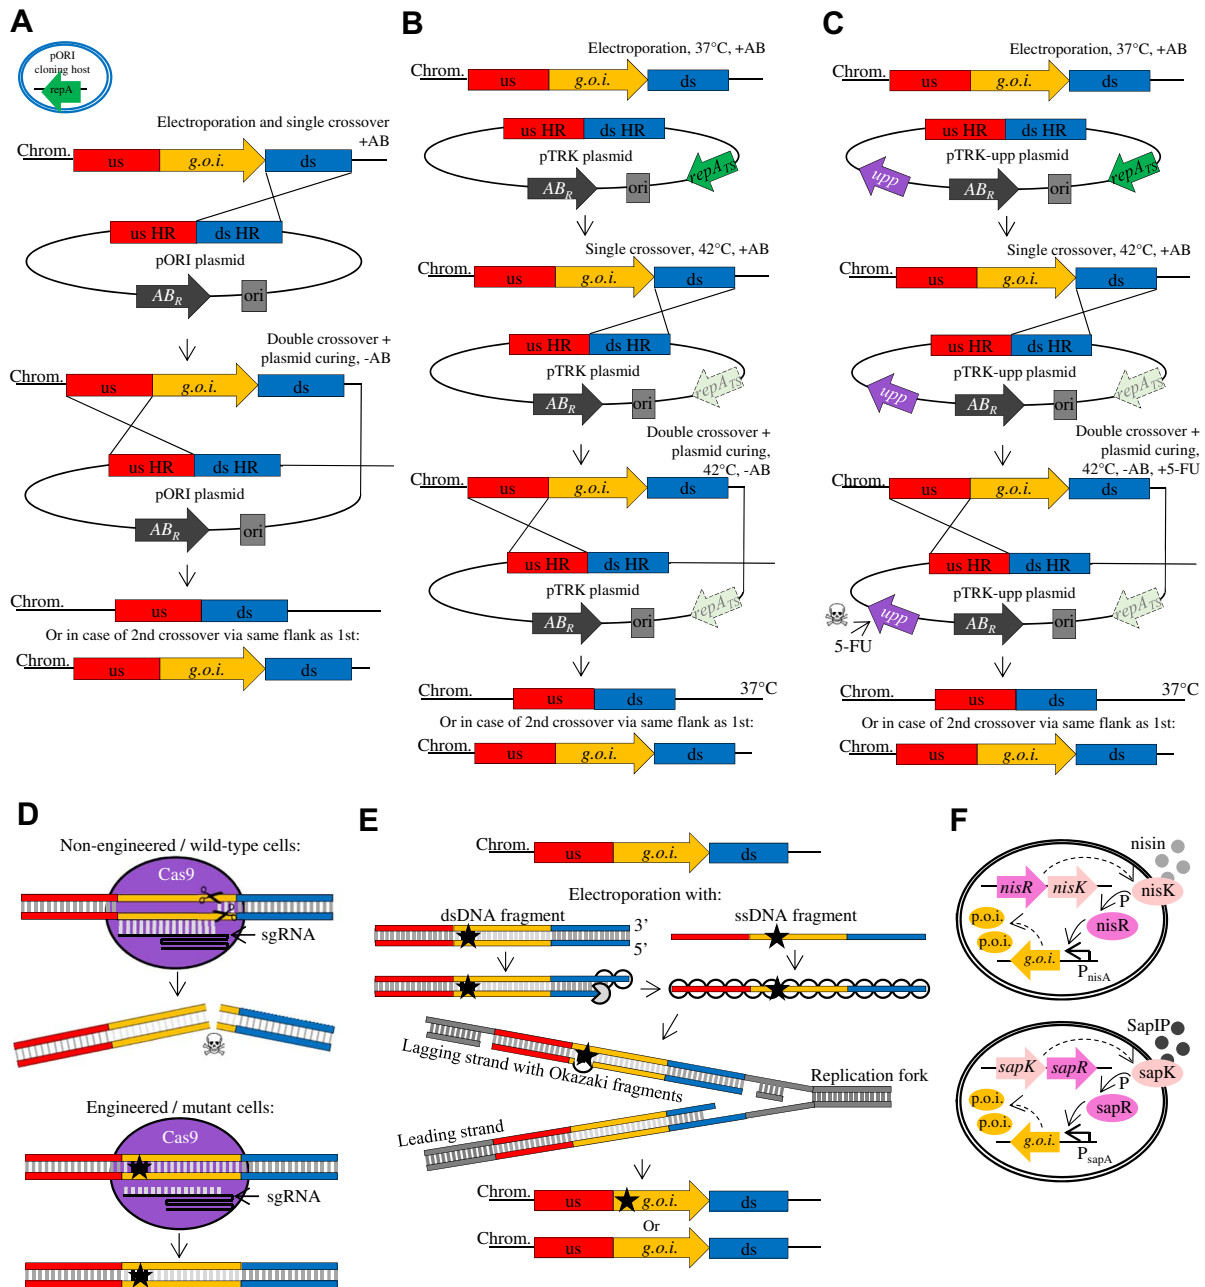 A
pORI
cloning host
repA
Electroporation and single crossover
+AB
Chrom.
us
g.o.i.
ds
us HR
ds HR
pORI plasmid
AB_R
ori
Double crossover +
plasmid curing, -AB
Chrom.
us
g.o.i.
ds
us HR
ds HR
pORI plasmid
AB_R
ori
Chrom.
us
ds
Or in case of 2nd crossover via same flank as 1st:
Chrom.
us
g.o.i.
ds
B
Electroporation, 37°C, +AB
Chrom.
us
g.o.i.
ds
us HR
ds HR
pTRK plasmid
AB_R
ori
repA_TS
Single crossover, 42°C, +AB
Chrom.
us
g.o.i.
ds
us HR
ds HR
pTRK plasmid
AB_R
ori
repA_TS
Double crossover +
plasmid curing,
42°C, -AB
Chrom.
us
g.o.i.
ds
us HR
ds HR
pTRK plasmid
AB_R
ori
repA_TS
37°C
Chrom.
us
ds
Or in case of 2nd crossover via same flank as 1st:
Chrom.
us
g.o.i.
ds
C
Electroporation, 37°C, +AB
Chrom.
us
g.o.i.
ds
us HR
ds HR
pTRK-upp plasmid
upp
AB_R
ori
repA_TS
Single crossover, 42°C, +AB
Chrom.
us
g.o.i.
ds
us HR
ds HR
pTRK-upp plasmid
upp
AB_R
ori
repA_TS
Double crossover +
plasmid curing,
42°C, -AB, +5-FU
Chrom.
us
g.o.i.
ds
us HR
ds HR
pTRK-upp plasmid
upp
5-FU
AB_R
ori
repA_TS
37°C
Chrom.
us
ds
Or in case of 2nd crossover via same flank as 1st:
Chrom.
us
g.o.i.
ds
D
Non-engineered / wild-type cells:
Cas9
sgRNA
Engineered / mutant cells:
Cas9
sgRNA
E
Chrom.
us
g.o.i.
ds
Electroporation with:
dsDNA fragment
ssDNA fragment
3’
5’
Lagging strand with Okazaki fragments
Replication fork
Leading strand
Chrom.
us
g.o.i.
ds
Or
Chrom.
us
g.o.i.
ds
F
nisin
nisR
nisK
nisK
P
nisR
p.o.i.
p.o.i.
g.o.i.
P_nisA
SapIP
sapK
sapR
sapK
P
sapR
p.o.i.
p.o.i.
g.o.i.
P_sapA